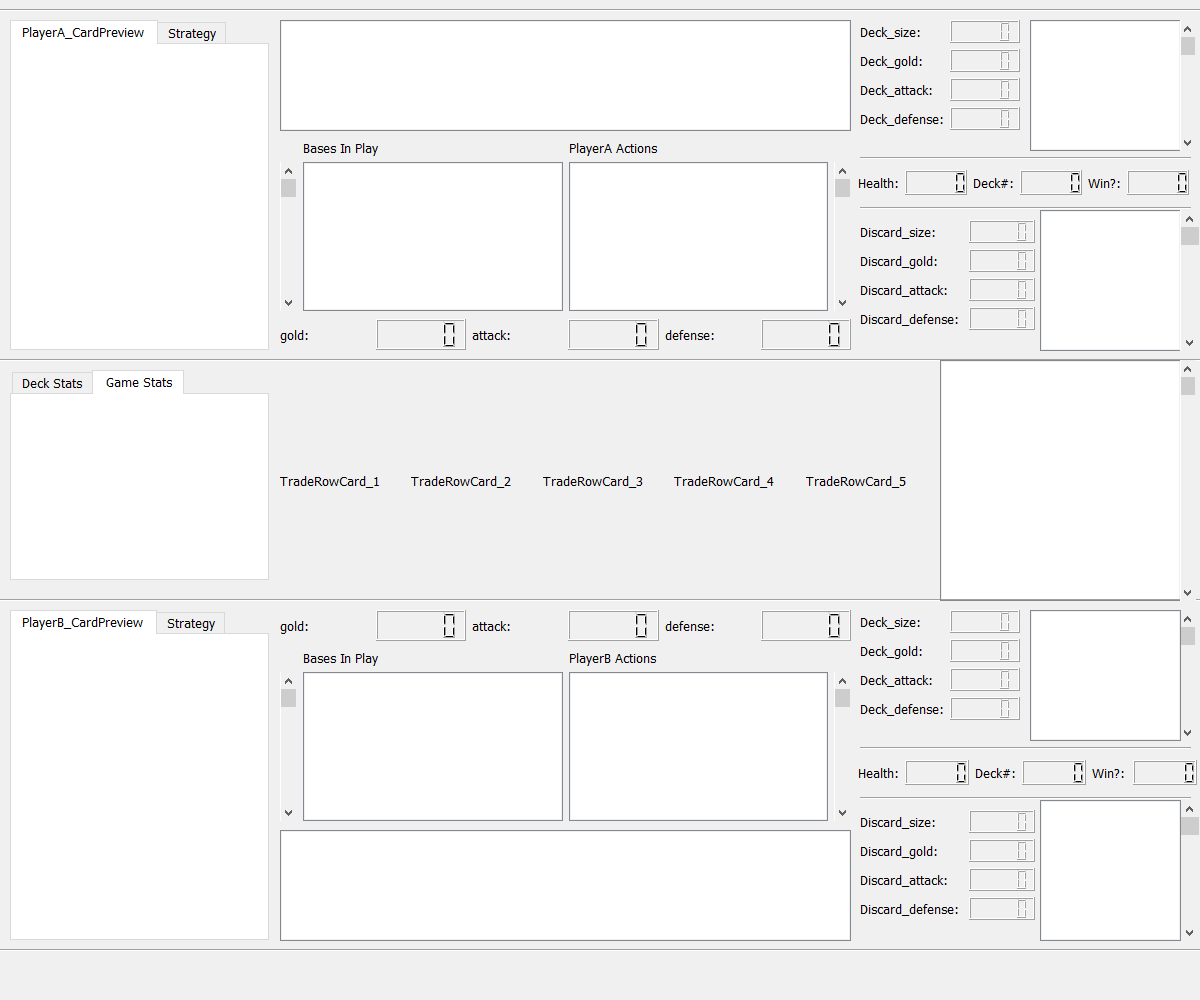 PlayerA_CardPreview Strategy
Deck_size: 0
Deck_gold: 0
Deck_attack: 0
Deck_defense: 0
Bases In Play PlayerA Actions
Health: 0 Deck#: 0 Win?: 0
Discard_size: 0
Discard_gold: 0
Discard_attack: 0
Discard_defense: 0
gold: 0 attack: 0 defense: 0
Deck Stats Game Stats
TradeRowCard_1 TradeRowCard_2 TradeRowCard_3 TradeRowCard_4 TradeRowCard_5
PlayerB_CardPreview Strategy
gold: 0 attack: 0 defense: 0
Deck_size: 0
Deck_gold: 0
Deck_attack: 0
Deck_defense: 0
Bases In Play PlayerB Actions
Health: 0 Deck#: 0 Win?: 0
Discard_size: 0
Discard_gold: 0
Discard_attack: 0
Discard_defense: 0